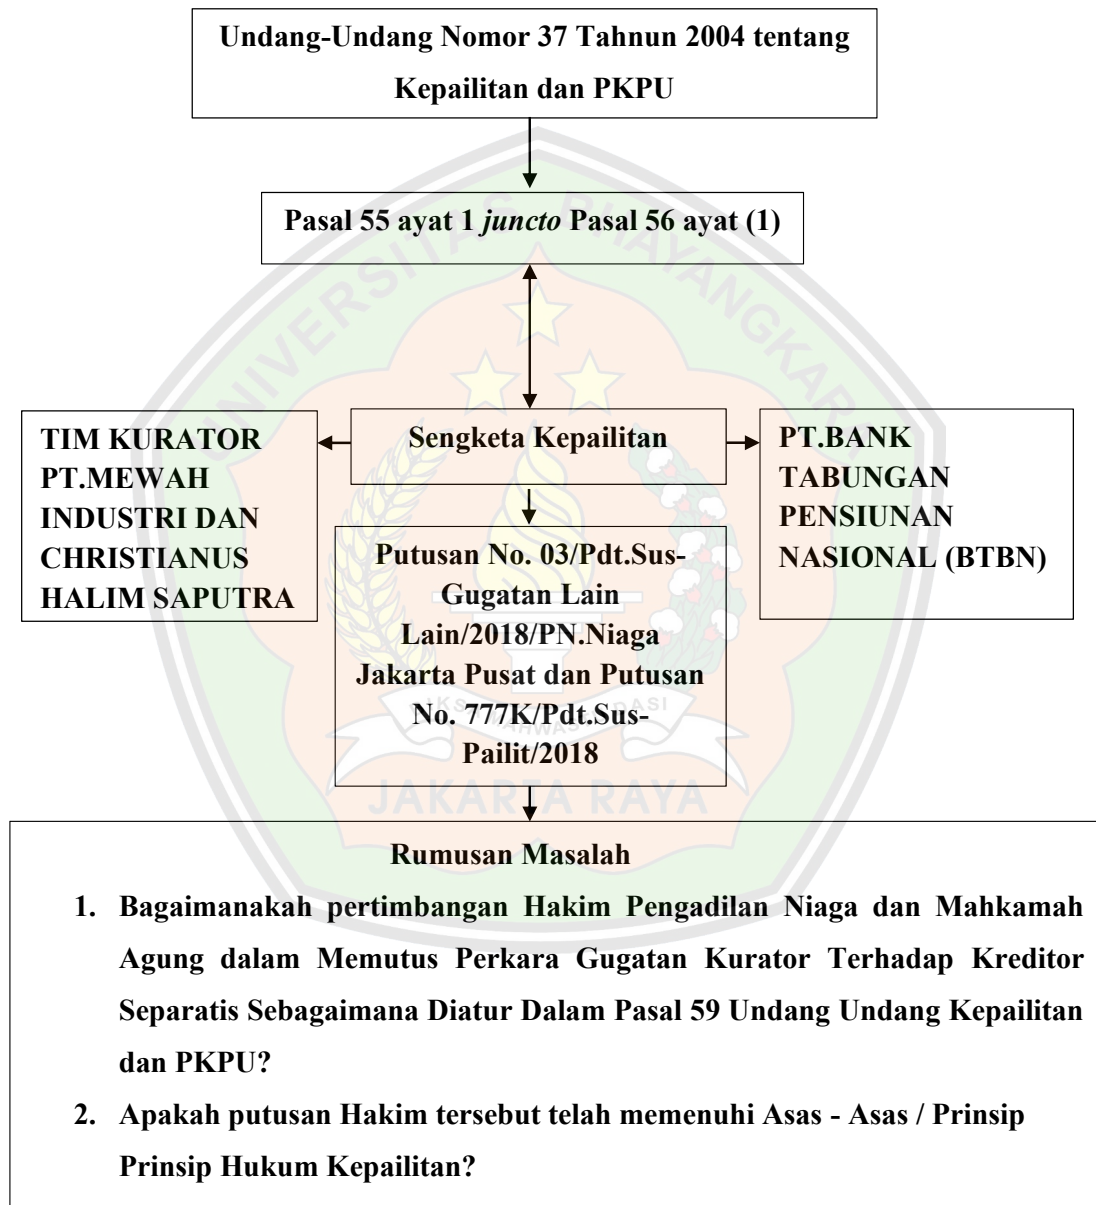 Undang-Undang Nomor 37 Tahnun 2004 tentang
Kepailitan dan PKPU
Pasal 55 ayat 1 juncto Pasal 56 ayat (1)
TIM KURATOR
PT.MEWAH
INDUSTRI DAN
CHRISTIANUS
HALIM SAPUTRA
Sengketa Kepailitan
PT.BANK
TABUNGAN
PENSIUNAN
NASIONAL (BTBN)
Putusan No. 03/Pdt.Sus-
Gugatan Lain
Lain/2018/PN.Niaga
Jakarta Pusat dan Putusan
No. 777K/Pdt.Sus-
Pailit/2018
Rumusan Masalah
1. Bagaimanakah pertimbangan Hakim Pengadilan Niaga dan Mahkamah
Agung dalam Memutus Perkara Gugatan Kurator Terhadap Kreditor
Separatis Sebagaimana Diatur Dalam Pasal 59 Undang Undang Kepailitan
dan PKPU?
2. Apakah putusan Hakim tersebut telah memenuhi Asas - Asas / Prinsip
Prinsip Hukum Kepailitan?
UNIVERSITAS BHAYANGKARA
JAKARTA RAYA